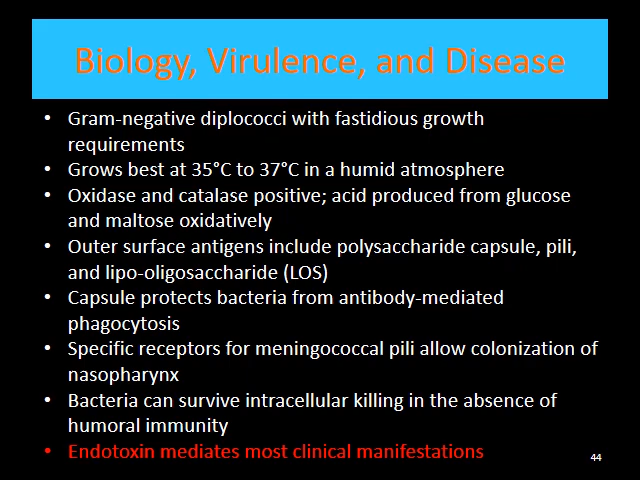 Biology, Virulence, and Disease
• Gram-negative diplococci with fastidious growth
requirements
• Grows best at 35°C to 37°C in a humid atmosphere
• Oxidase and catalase positive; acid produced from glucose
and maltose oxidatively
• Outer surface antigens include polysaccharide capsule, pili,
and lipo-oligosaccharide (LOS)
• Capsule protects bacteria from antibody-mediated
phagocytosis
• Specific receptors for meningococcal pili allow colonization of
nasopharynx
• Bacteria can survive intracellular killing in the absence of
humoral immunity
• Endotoxin mediates most clinical manifestations
44